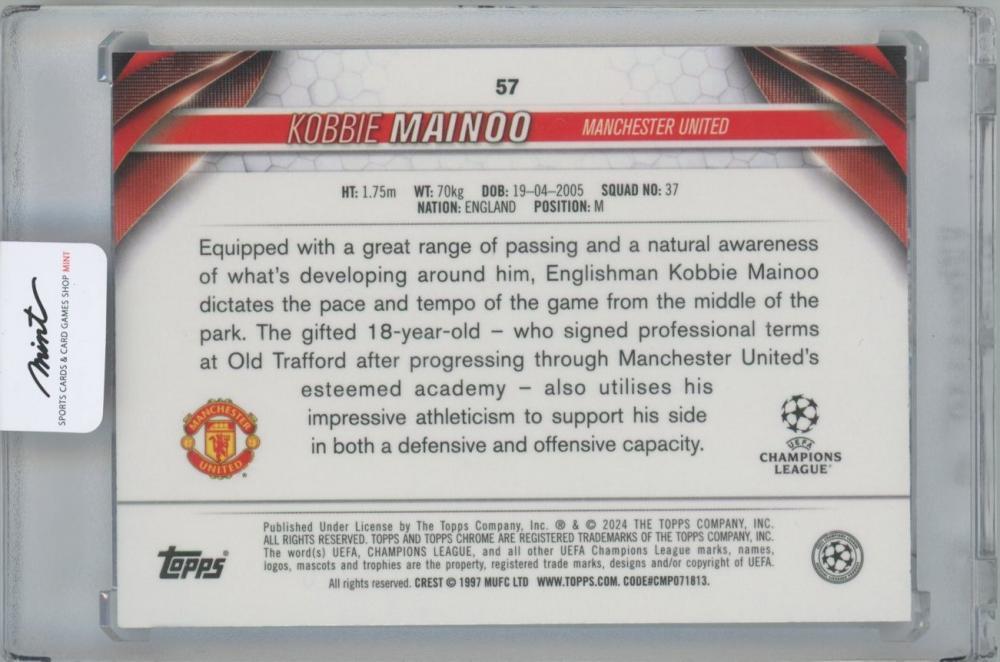 57
KOBBIE MAINOO MANCHESTER UNITED
HT: 1.75m WT: 70kg DOB: 19–04–2005 SQUAD NO: 37
NATION: ENGLAND POSITION: M
Equipped with a great range of passing and a natural awareness
of what's developing around him, Englishman Kobbie Mainoo
dictates the pace and tempo of the game from the middle of the
park. The gifted 18-year-old – who signed professional terms
at Old Trafford after progressing through Manchester United's
esteemed academy – also utilises his
impressive athleticism to support his side
in both a defensive and offensive capacity.
MANCHESTER
UNITED
UEFA
CHAMPIONS
LEAGUE®
mint
SPORTS CARDS & CARD GAMES SHOP MINT
topps®
Published Under License by The Topps Company, Inc. ® & © 2024 THE TOPPS COMPANY, INC.
ALL RIGHTS RESERVED. TOPPS AND TOPPS CHROME ARE REGISTERED TRADEMARKS OF THE TOPPS COMPANY, INC.
The word(s) UEFA, CHAMPIONS LEAGUE, and all other UEFA Champions League marks, names,
logos, mascots and trophies are the property, registered trade marks, designs and/or copyright of UEFA.
All rights reserved. CREST © 1997 MUFC LTD WWW.TOPPS.COM. CODE#CMP071813.